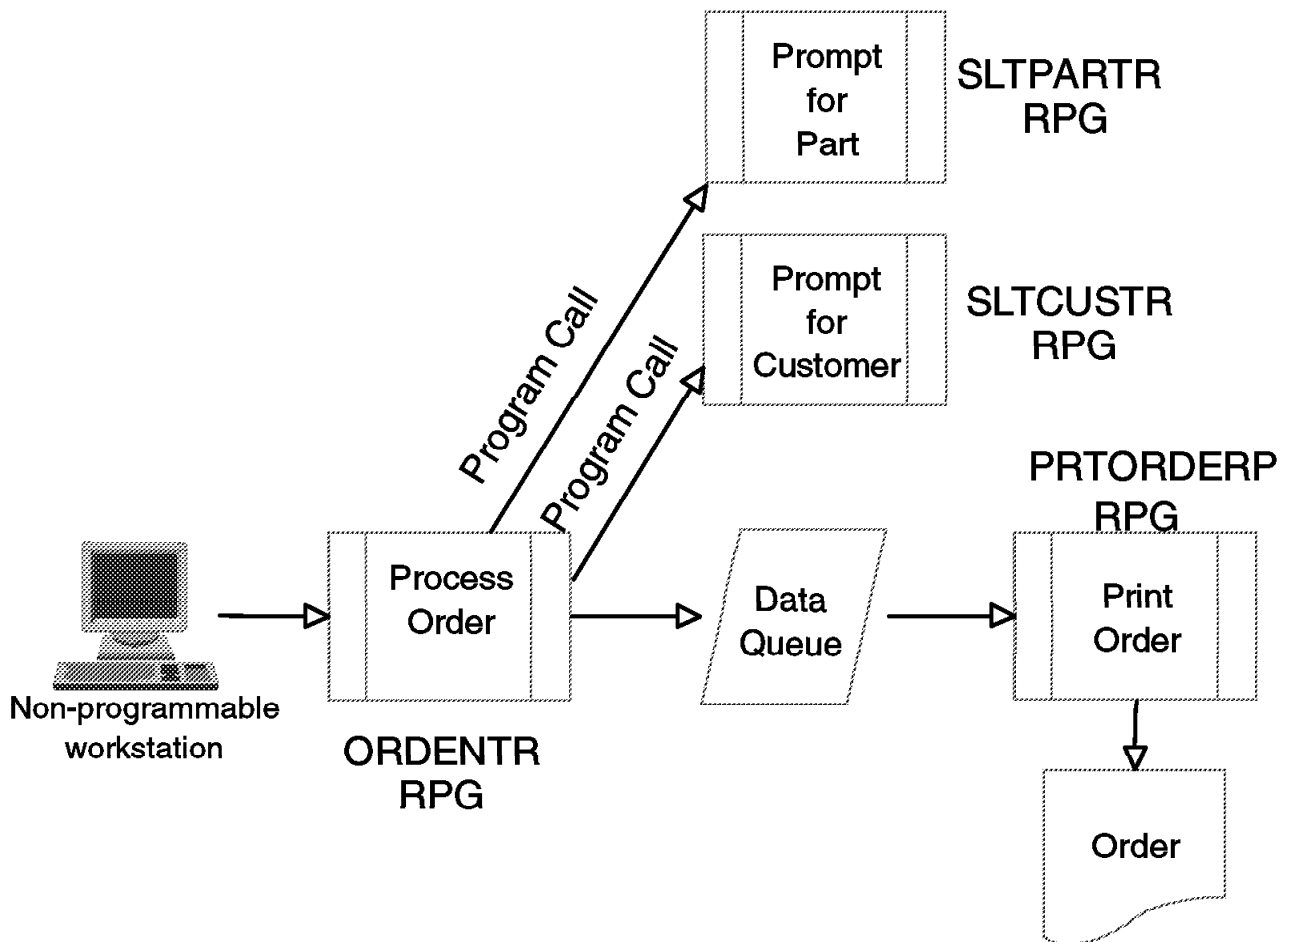 Prompt
for
Part
SLTPARTR
RPG
Prompt
for
Customer
SLTCUSTR
RPG
Program Call
Program Call
PRTORDERP
RPG
Process
Order
Data
Queue
Print
Order
Non-programmable
workstation
ORDENTR
RPG
Order